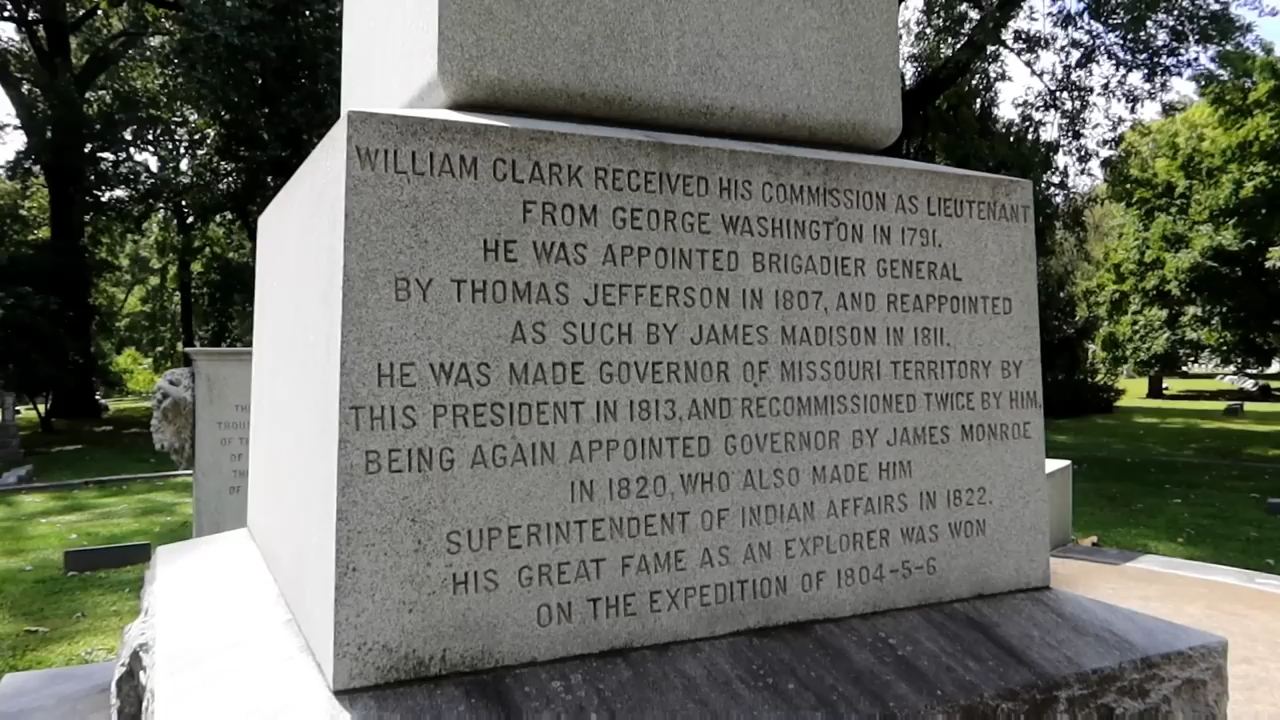 WILLIAM CLARK RECEIVED HIS COMMISSION AS LIEUTENANT
FROM GEORGE WASHINGTON IN 1791.
HE WAS APPOINTED BRIGADIER GENERAL
BY THOMAS JEFFERSON IN 1807, AND REAPPOINTED
AS SUCH BY JAMES MADISON IN 1811.
HE WAS MADE GOVERNOR OF MISSOURI TERRITORY BY
THIS PRESIDENT IN 1813, AND RECOMMISSIONED TWICE BY HIM,
BEING AGAIN APPOINTED GOVERNOR BY JAMES MONROE
IN 1820, WHO ALSO MADE HIM
SUPERINTENDENT OF INDIAN AFFAIRS IN 1822.
HIS GREAT FAME AS AN EXPLORER WAS WON
ON THE EXPEDITION OF 1804-5-6
OF
OF